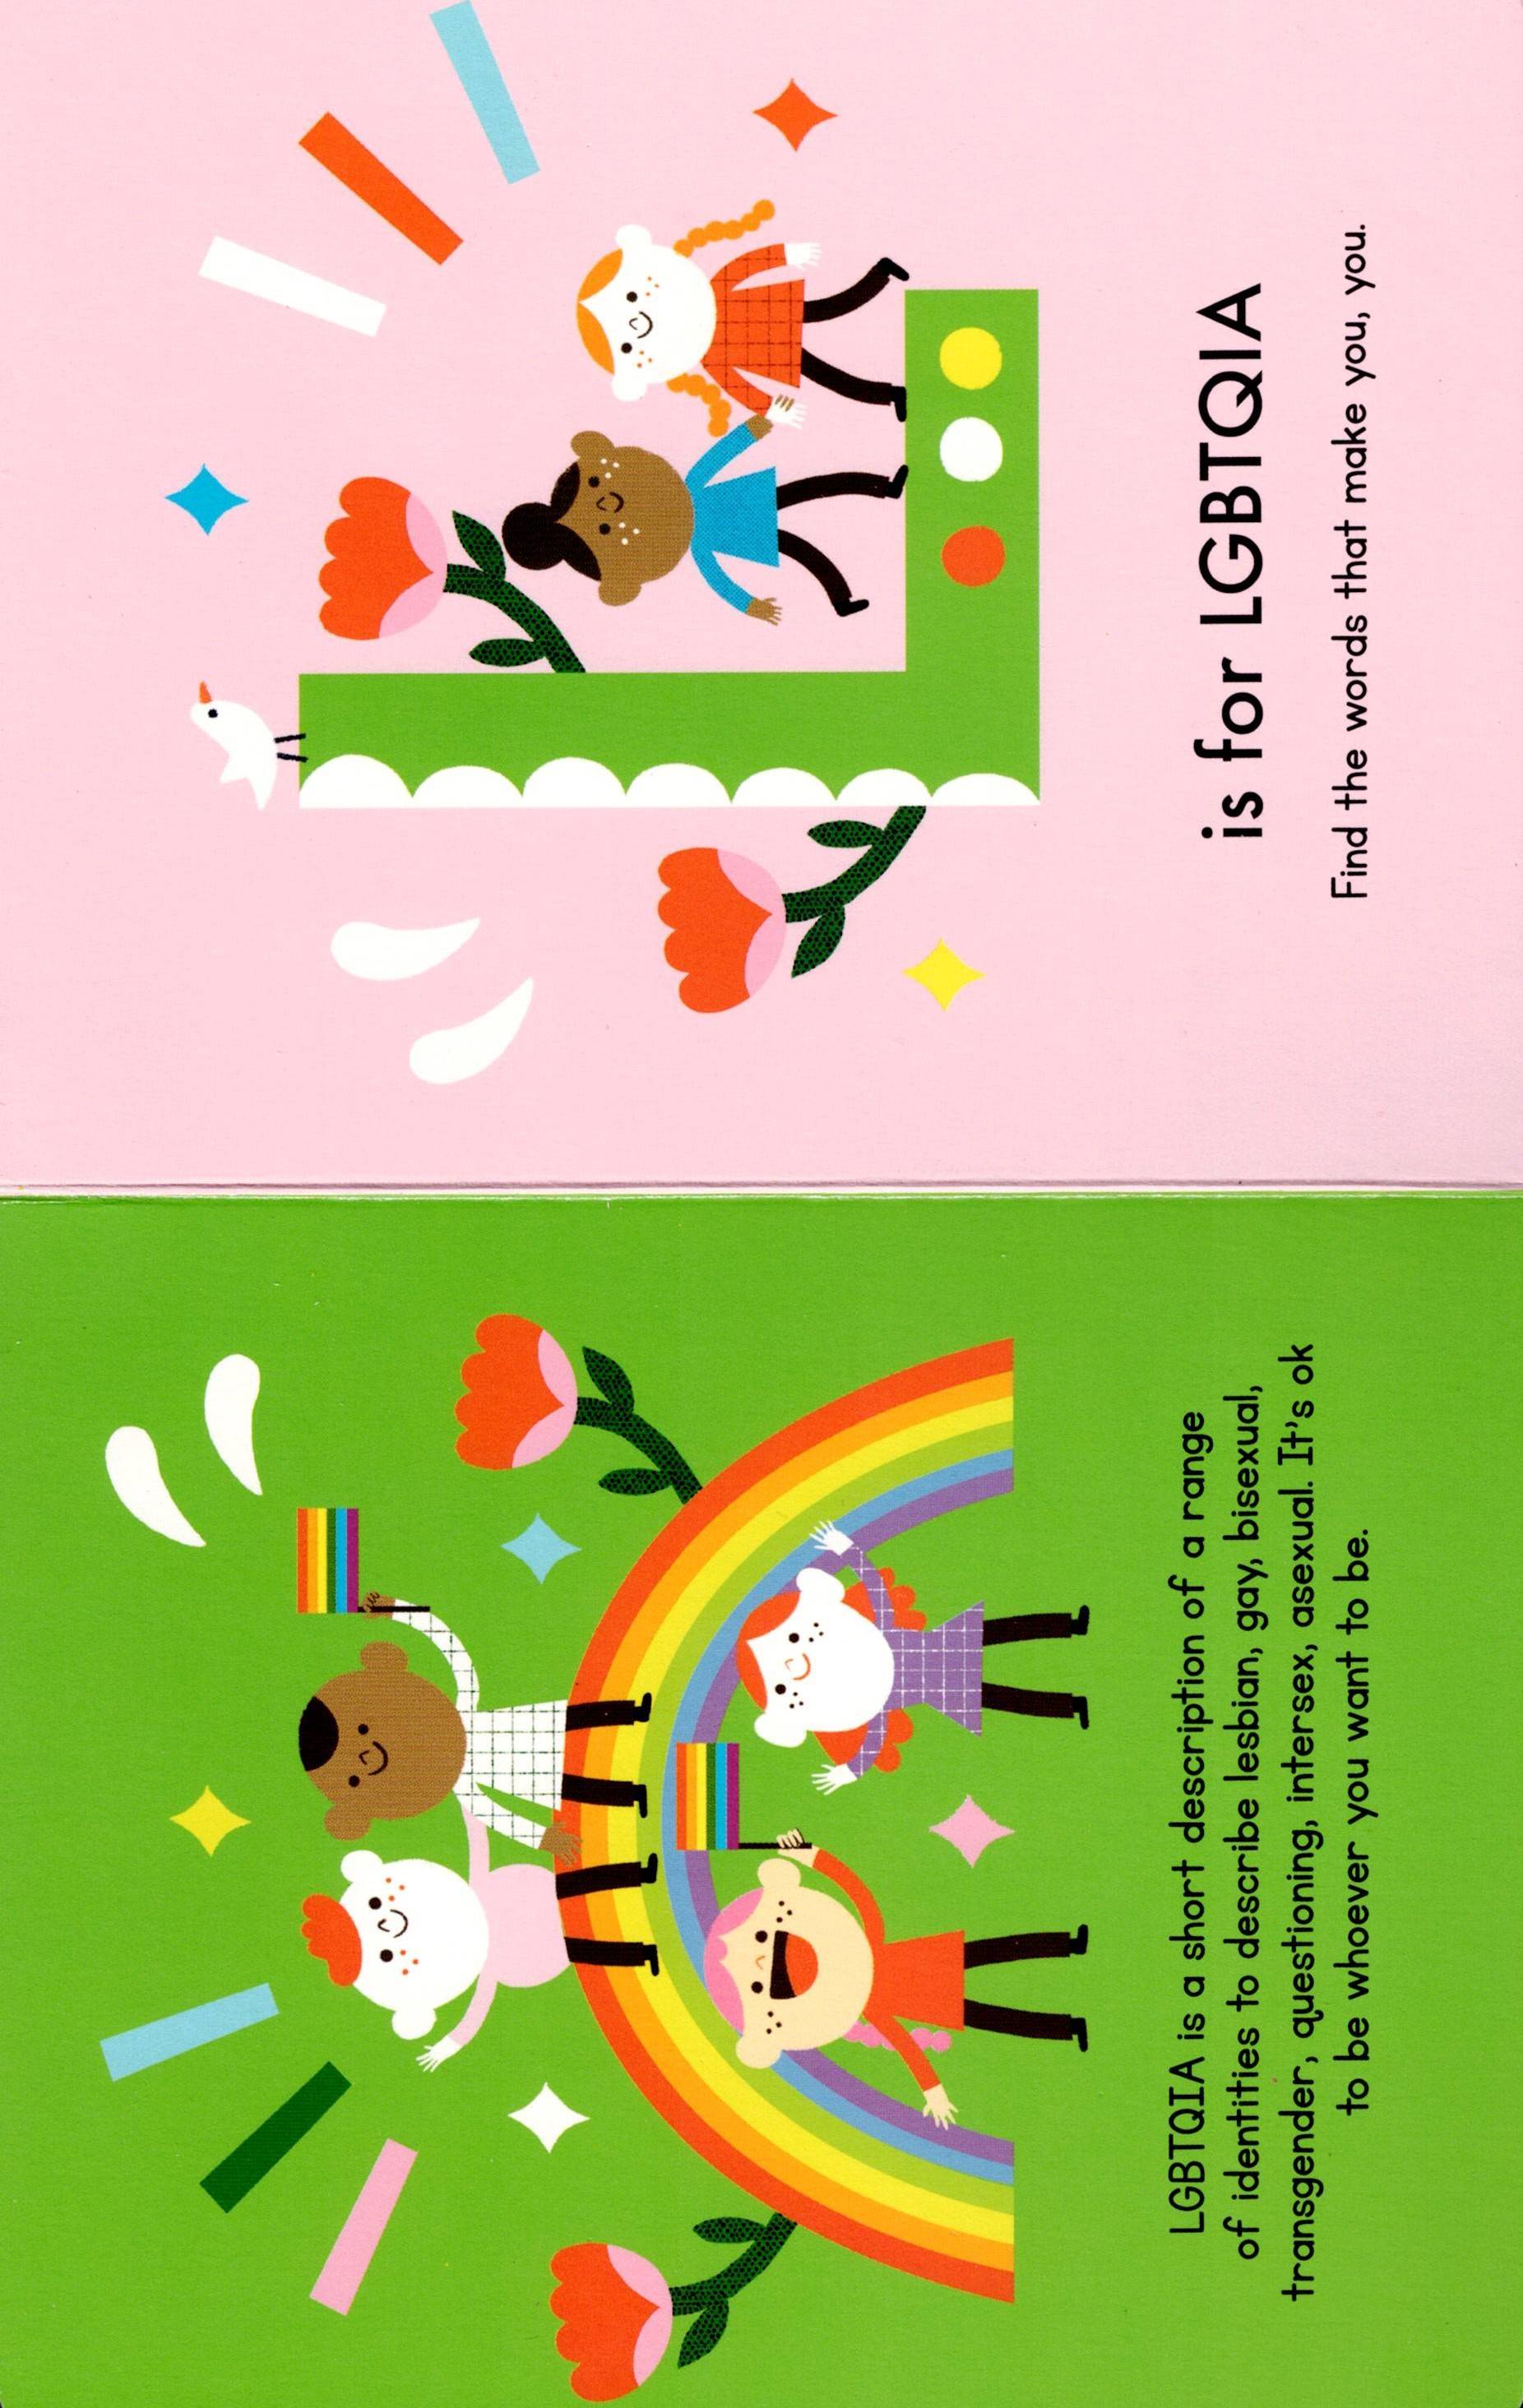 LGBTQIA is a short description of a range
of identities to describe lesbian, gay, bisexual,
transgender, questioning, intersex, asexual. It's ok
to be whoever you want to be.
L
is for LGBTQIA
Find the words that make you, you.